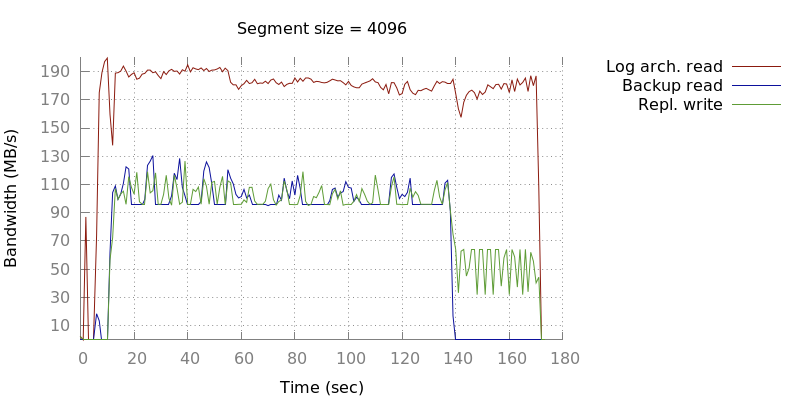 Segment size = 4096
Log arch. read
Backup read
Repl. write
Bandwidth (MB/s)
190
170
150
130
110
90
70
50
30
10
0 20 40 60 80 100 120 140 160 180
Time (sec)